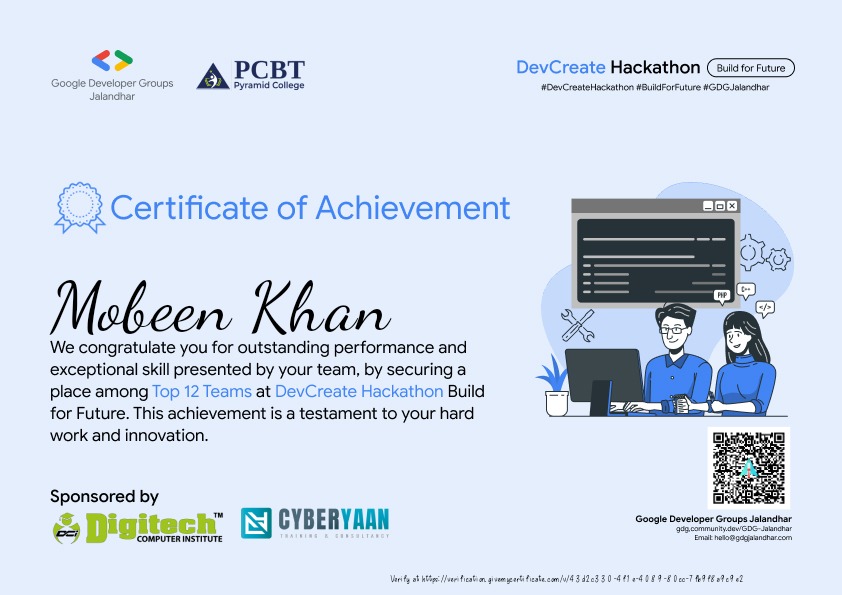 Google Developer Groups
Jalandhar
PCBT
Pyramid College
DevCreate Hackathon Build for Future
#DevCreateHackathon #BuildForFuture #GDGJalandhar
Certificate of Achievement
PHP
C++
</>
Mobeen Khan
We congratulate you for outstanding performance and
exceptional skill presented by your team, by securing a
place among Top 12 Teams at DevCreate Hackathon Build
for Future. This achievement is a testament to your hard
work and innovation.
Sponsored by
DCI Digitech™
COMPUTER INSTITUTE
CYBERYAAN
TRAINING & CONSULTANCY
Google Developer Groups Jalandhar
gdg.community.dev/GDG-Jalandhar
Email: hello@gdgjalandhar.com
Verify at https://verification.givemycertificate.com/v/43d2c330-4f1e-4089-80cc-7fb9f8a9c9e2